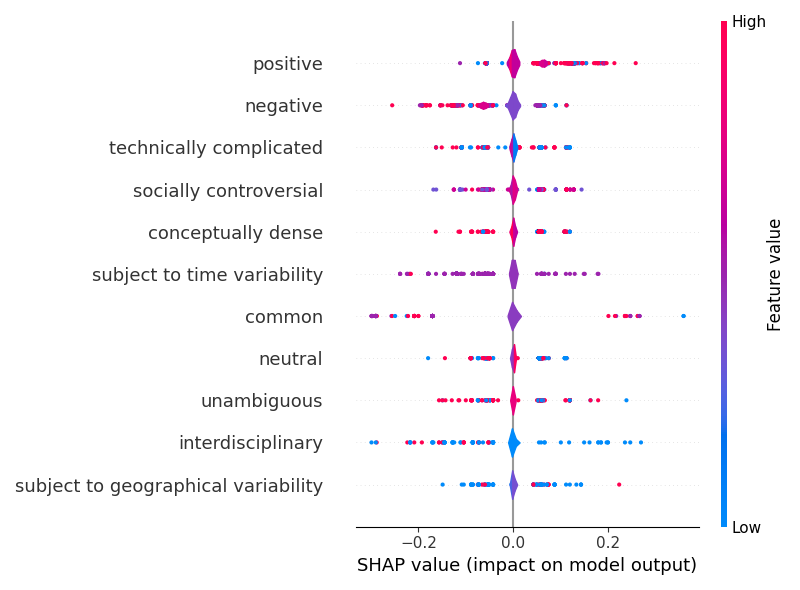 High
positive
negative
technically complicated
socially controversial
conceptually dense
subject to time variability
common
neutral
unambiguous
interdisciplinary
subject to geographical variability
Feature value
Low
−0.2 0.0 0.2
SHAP value (impact on model output)